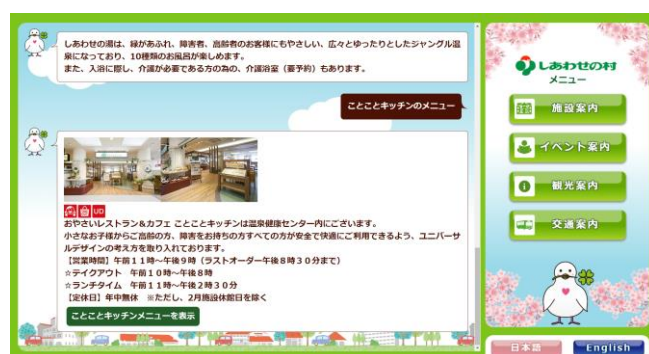 しあわせの湯は、緑があふれ、障害者、高齢者のお客様にもやさしい、広々とゆったりとしたジャングル温
泉になっており、10種類のお風呂が楽しめます。
また、入浴に際し、介護が必要である方の為の、介護浴室（要予約）もあります。
ことことキッチンのメニュー
UD
おやさいレストラン&カフェ ことことキッチンは温泉健康センター内にございます。
小さなお子様からご高齢の方、障害をお持ちの方すべての方が安全で快適にご利用できるよう、ユニバーサ
ルデザインの考え方を取り入れております。
【営業時間】午前11時～午後9時（ラストオーダー午後8時30分まで）
☆テイクアウト 午前10時～午後8時
☆ランチタイム 午前11時～午後2時30分
【定休日】年中無休 ※ただし、2月施設休館日を除く
ことことキッチンメニューを表示
しあわせの村
メニュー
施設案内
イベント案内
観光案内
交通案内
日本語
English